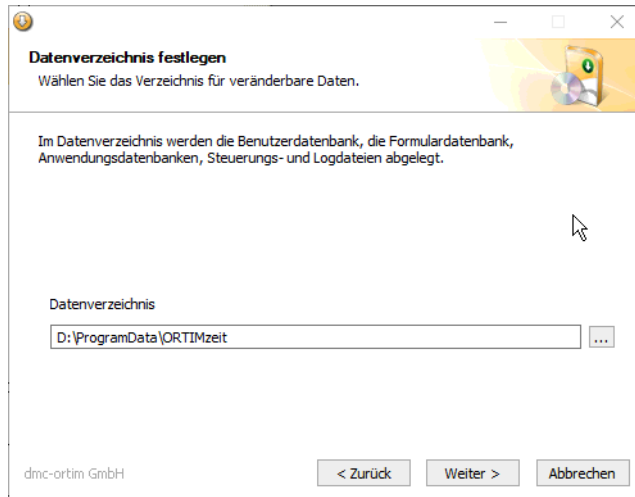 Datenverzeichnis festlegen
Wählen Sie das Verzeichnis für veränderbare Daten.
Im Datenverzeichnis werden die Benutzerdatenbank, die Formulardatenbank,
Anwendungsdatenbanken, Steuerungs- und Logdateien abgelegt.
Datenverzeichnis
D:\ProgramData\ORTIMzeit
...
dmc-ortim GmbH
< Zurück
Weiter >
Abbrechen